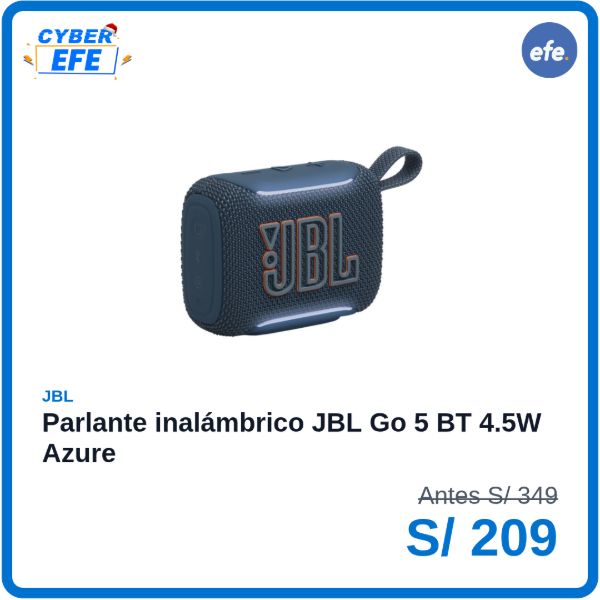 CYBER
EFE
efe.
JBL
JBL
Parlante inalámbrico JBL Go 5 BT 4.5W
Azure
Antes S/ 349
S/ 209